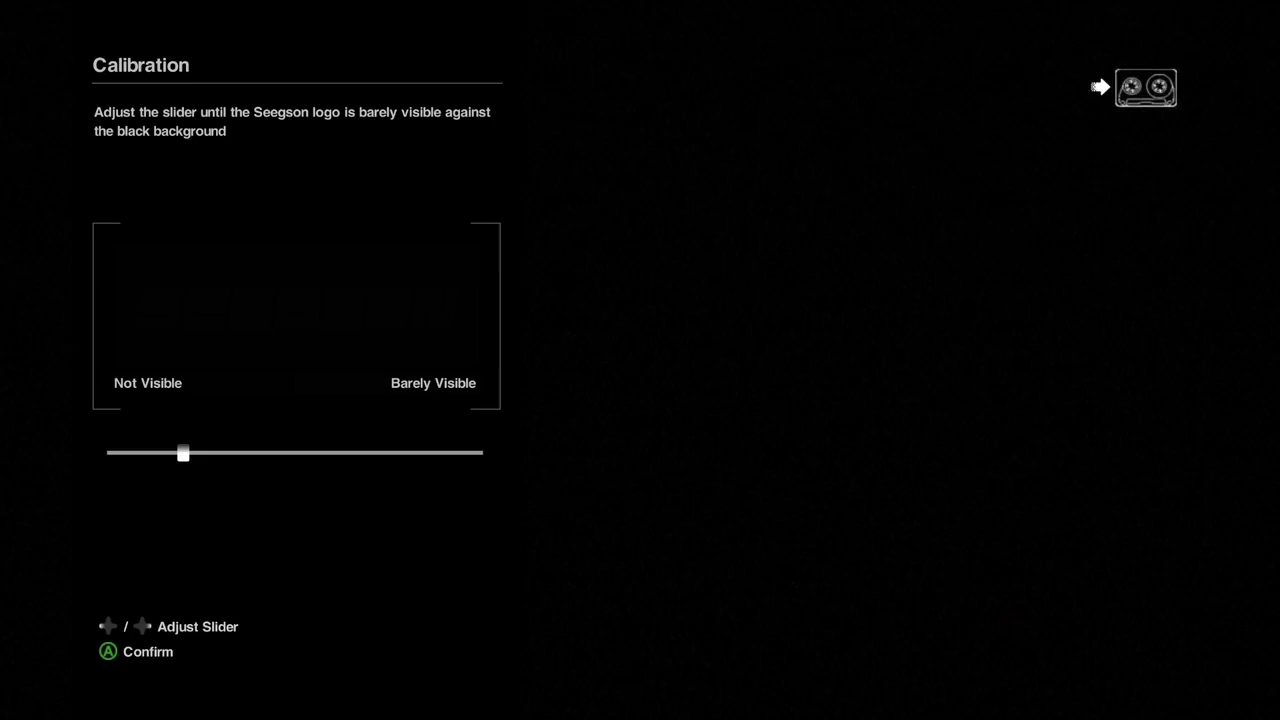 Calibration
Adjust the slider until the Seegson logo is barely visible against
the black background
SEEGSON
Not Visible
Barely Visible
/ Adjust Slider
A Confirm